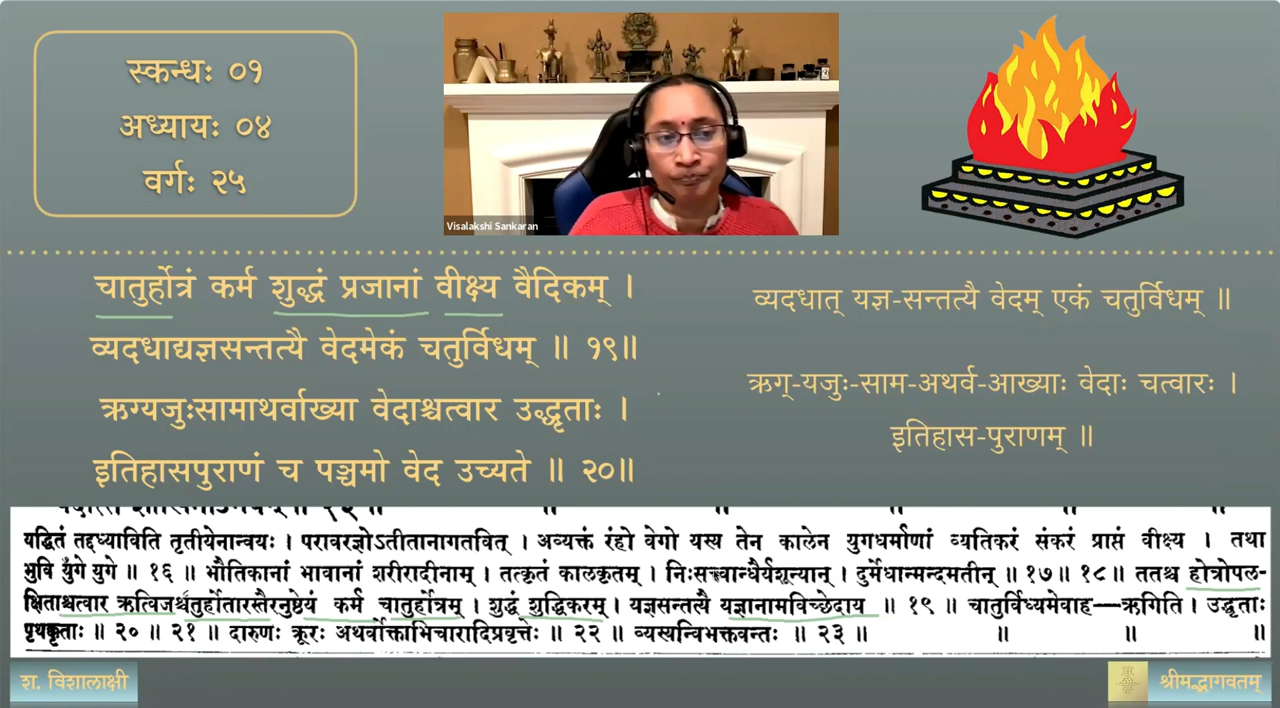 स्कन्धः ०१
अध्यायः ०४
वर्गः २५
Visalakshi Sankaran
चातुर्होत्रं कर्म शुद्धं प्रजानां वीक्ष्य वैदिकम् ।
व्यदधाद्यज्ञसन्तत्यै वेदमेकं चतुर्विधम् ॥ १९॥
ऋग्यजुःसामाथर्वाख्या वेदाश्चत्वार उद्धृताः ।
इतिहासपुराणं च पञ्चमो वेद उच्यते ॥ २०॥
व्यदधात् यज्ञ-सन्तत्यै वेदम् एकं चतुर्विधम् ॥
ऋग्-यजुः-साम-अथर्व-आख्याः वेदाः चत्वारः ।
इतिहास-पुराणम् ॥
यद्धितं तद्दध्याविति तृतीयेनान्वयः । परावरज्ञोऽतीतानागतवित् । अव्यक्तं रंहो वेगो यस्य तेन कालेन युगधर्माणां व्यतिकरं संकरं प्राप्तं वीक्ष्य । तथा
भुवि युगे युगे ॥ १६ ॥ भौतिकानां भावानां शरीरादीनाम् । तत्कृतं कालकृतम् । निःसत्त्वान्धैर्यशून्यान् । दुर्मेधान्मन्दमतीन् ॥ १७॥ १८॥ ततश्च होत्रोपल-
क्षिताश्चत्वार ऋत्विजश्चतुर्होतारस्तैरनुष्ठेयं कर्म चातुर्होत्रम् । शुद्धं शुद्धिकरम् । यज्ञसन्तत्यै यज्ञानामविच्छेदाय ॥ १९ ॥ चातुर्विध्यमेवाह—ऋगिति । उद्धृताः
पृथक्कृताः ॥ २० ॥ २१ ॥ दारुणः क्रूरः अथर्वोक्ताभिचारादिप्रवृत्तेः ॥ २२ ॥ व्यस्यन्विभक्तवन्तः ॥ २३ ॥ ॥ ॥ ॥
श. विशालाक्षी
श्रीमद्भागवतम्